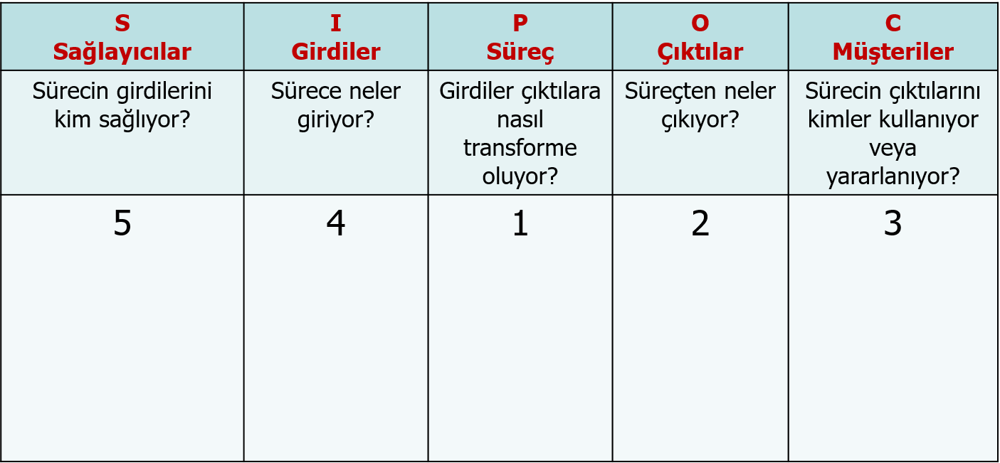 S
Sağlayıcılar
I
Girdiler
P
Süreç
O
Çıktılar
C
Müşteriler
Sürecin girdilerini
kim sağlıyor?
Sürece neler
giriyor?
Girdiler çıktılara
nasıl
transforme
oluyor?
Süreçten neler
çıkıyor?
Sürecin çıktılarını
kimler kullanıyor
veya
yararlanıyor?
5
4
1
2
3